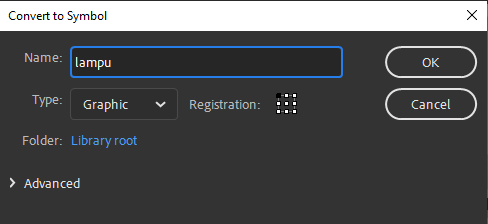 Convert to Symbol
Name: lampu
OK
Type: Graphic
Registration:
Cancel
Folder: Library root
Advanced